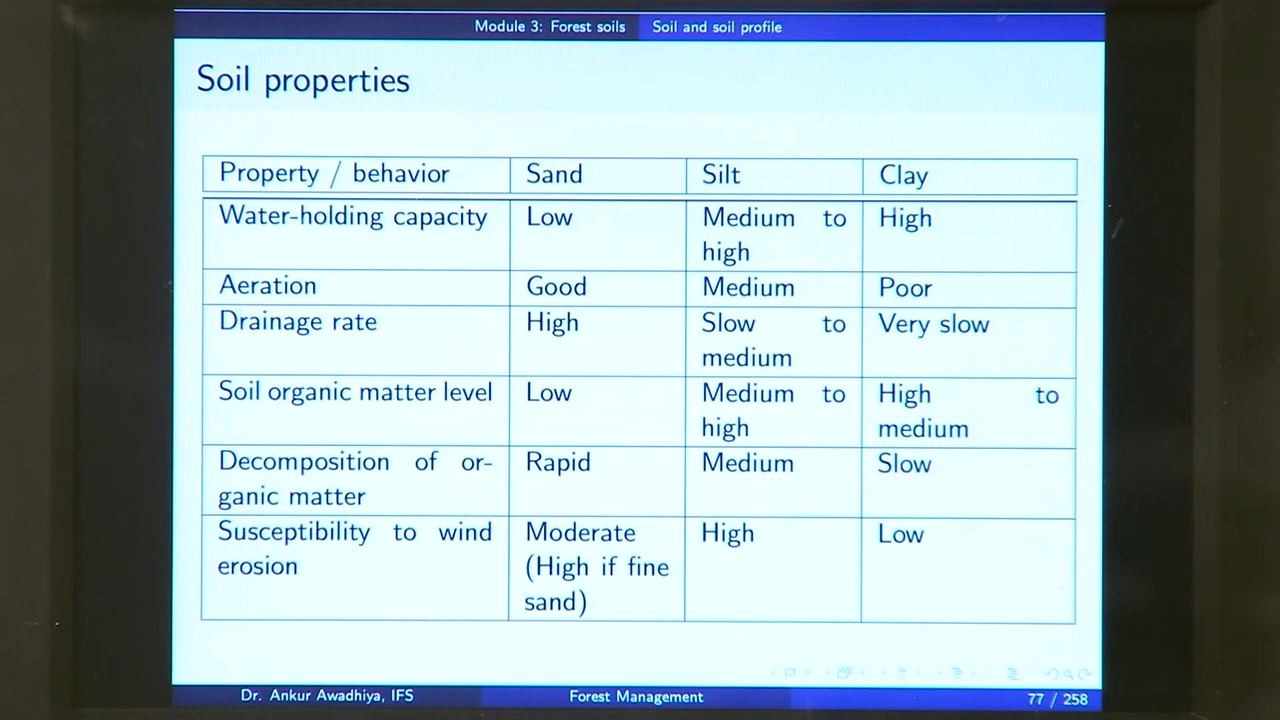 Module 3: Forest soils Soil and soil profile
Soil properties
Property / behavior Sand Silt Clay
Water-holding capacity Low Medium to high High
Aeration Good Medium Poor
Drainage rate High Slow to medium Very slow
Soil organic matter level Low Medium to high High to medium
Decomposition of or-
ganic matter Rapid Medium Slow
Susceptibility to wind
erosion Moderate (High if fine sand) High Low
Dr. Ankur Awadhiya, IFS Forest Management 77 / 258